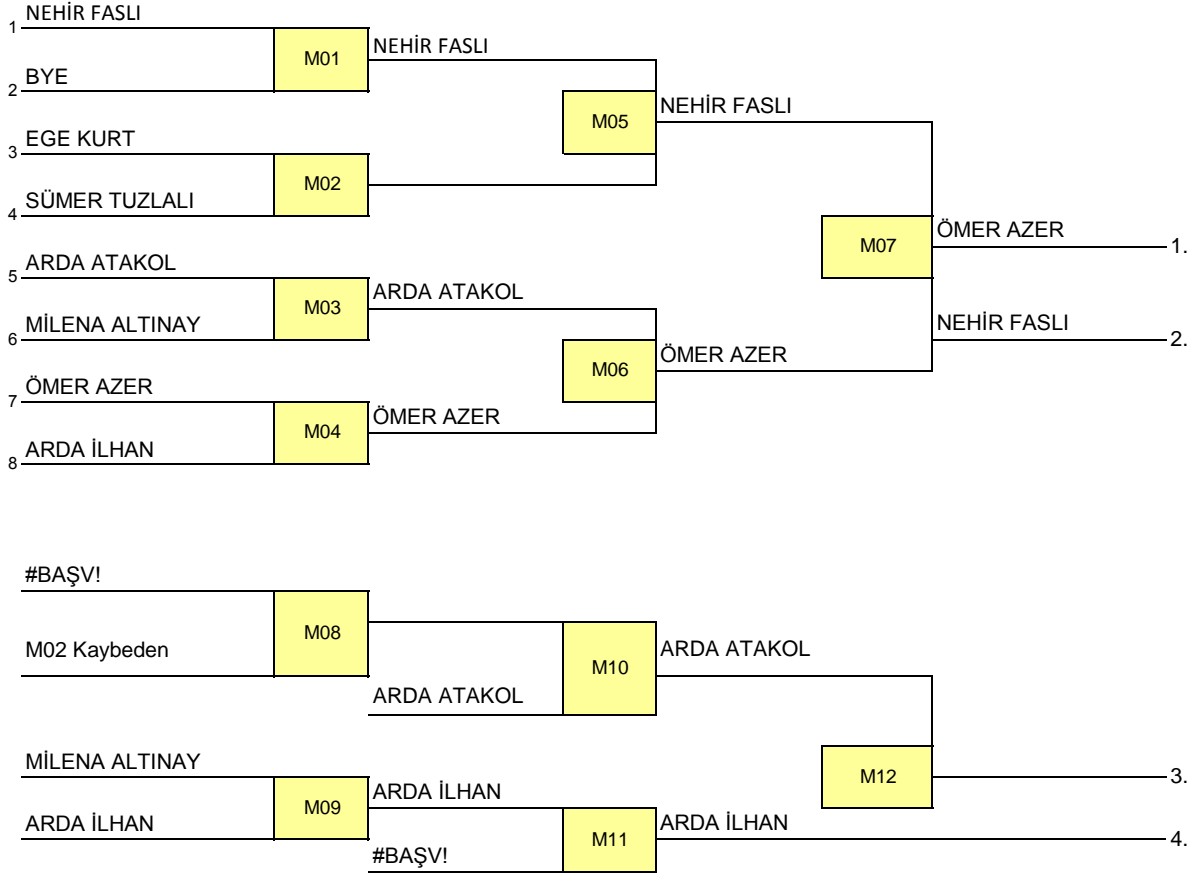 NEHİR FASLI
1
M01
NEHİR FASLI
BYE
2
M05
NEHİR FASLI
EGE KURT
3
M02
SÜMER TUZLALI
4
M07
ÖMER AZER
1.
ARDA ATAKOL
5
M03
ARDA ATAKOL
MİLENA ALTINAY
6
NEHİR FASLI
2.
M06
ÖMER AZER
ÖMER AZER
7
M04
ÖMER AZER
ARDA İLHAN
8
#BAŞV!
M08
M02 Kaybeden
M10
ARDA ATAKOL
ARDA ATAKOL
MİLENA ALTINAY
M12
3.
M09
ARDA İLHAN
ARDA İLHAN
M11
ARDA İLHAN
4.
#BAŞV!